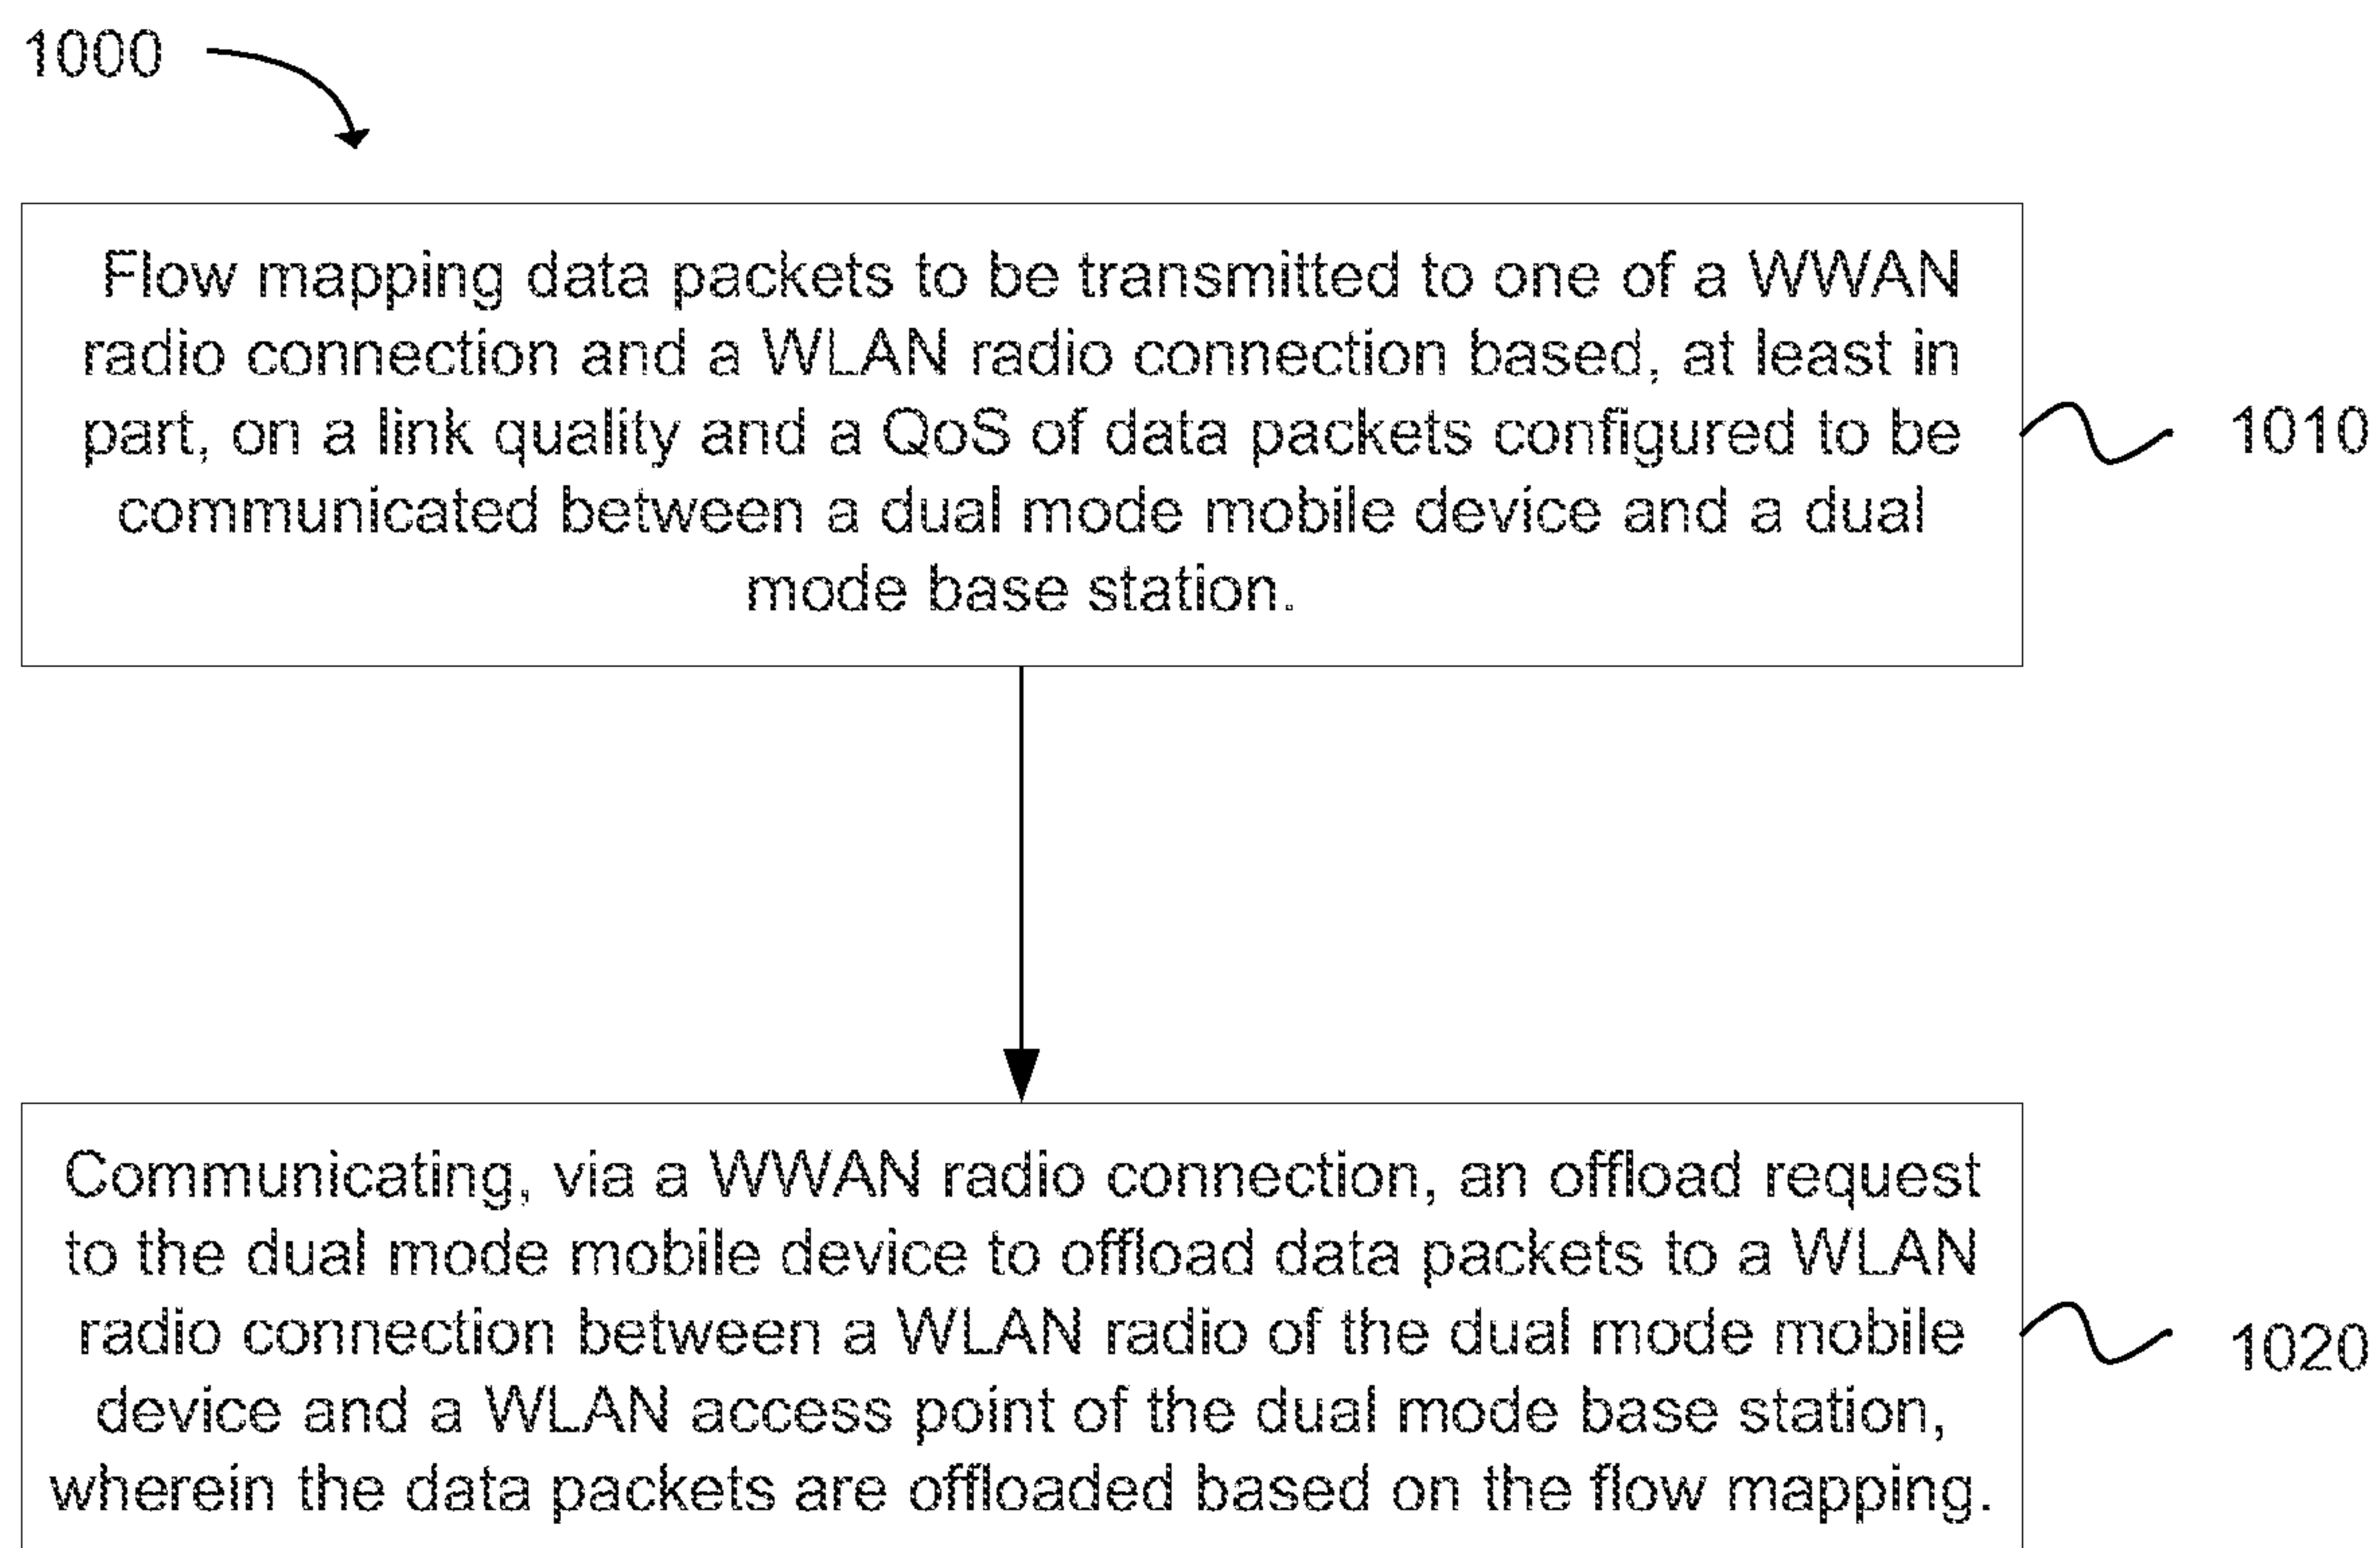 1000
Flow mapping data packets to be transmitted to one of a WWAN
radio connection and a WLAN radio connection based, at least in
part, on a link quality and a QoS of data packets configured to be
communicated between a dual mode mobile device and a dual
mode base station.
1010
Communicating, via a WWAN radio connection, an offload request
to the dual mode mobile device to offload data packets to a WLAN
radio connection between a WLAN radio of the dual mode mobile
device and a WLAN access point of the dual mode base station,
wherein the data packets are offloaded based on the flow mapping.
1020